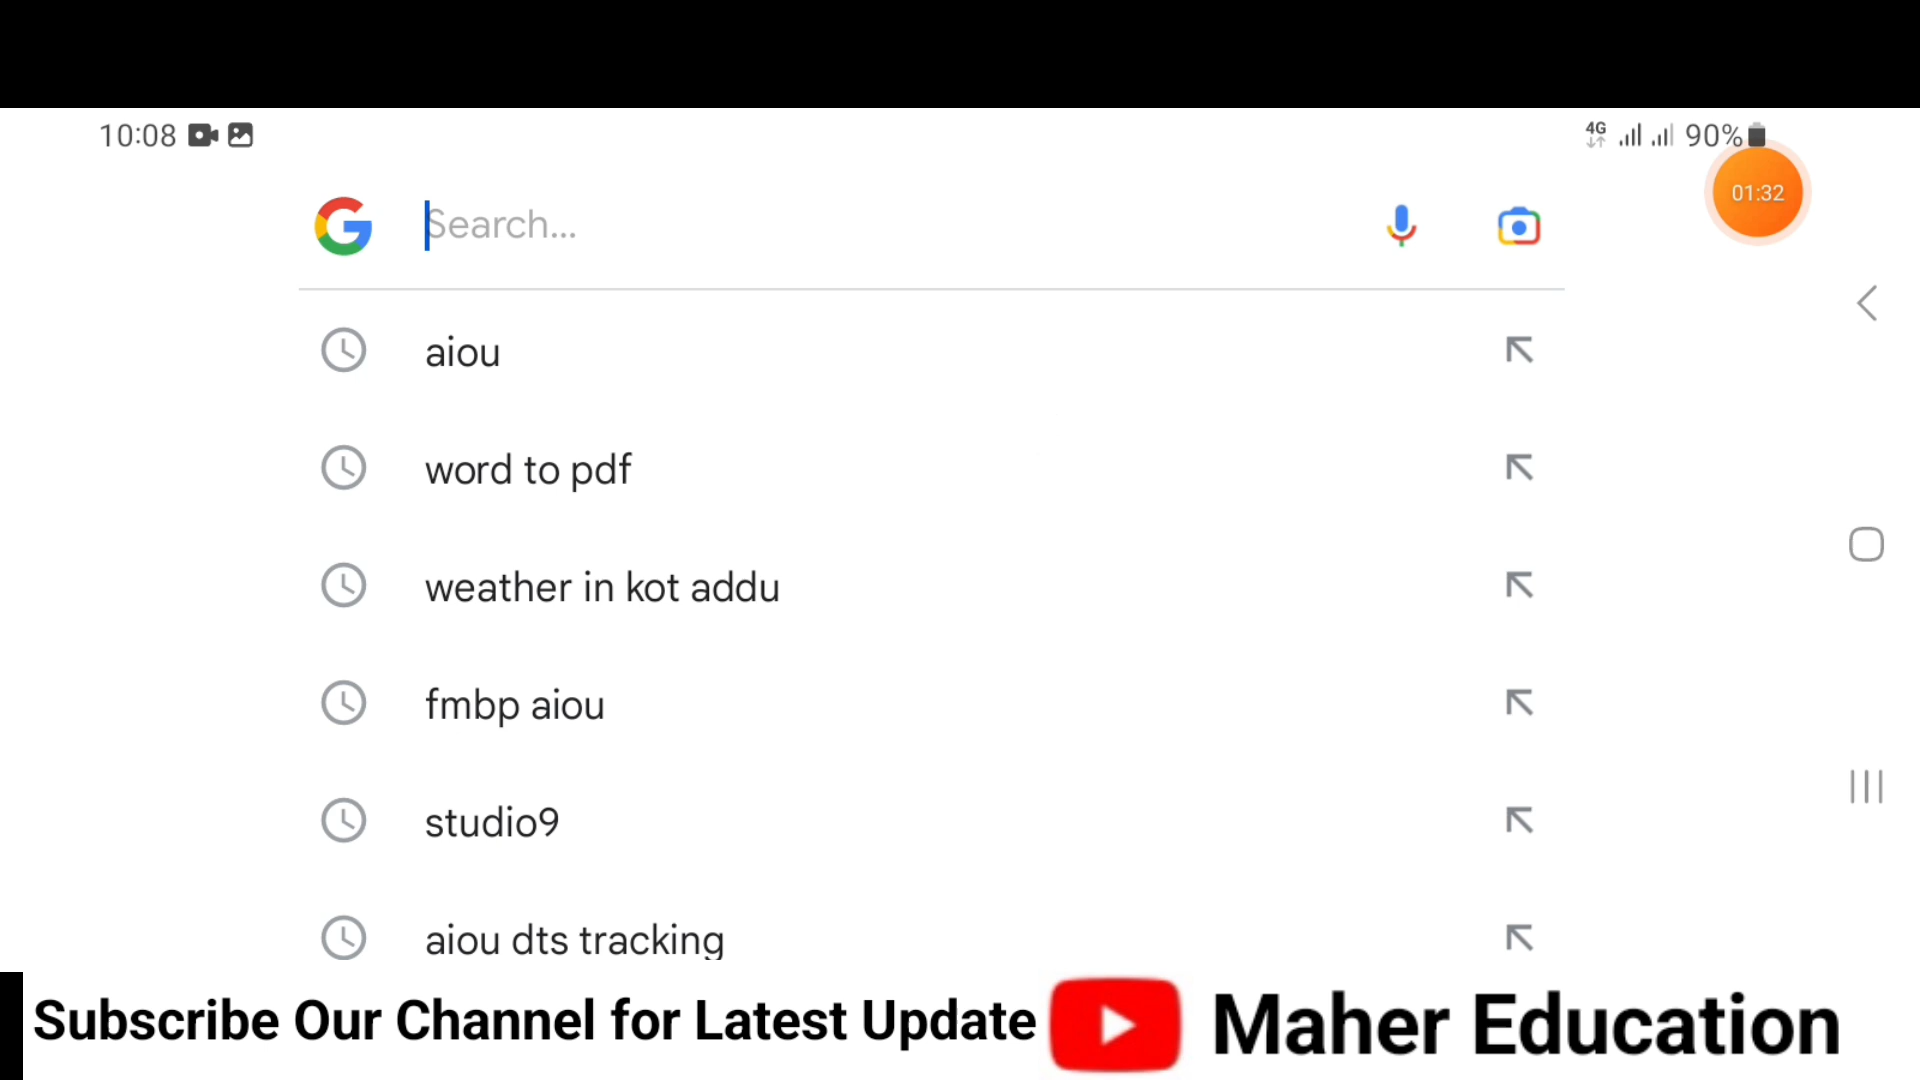 10:08
4G
90%
01:32
Search...
aiou
word to pdf
weather in kot addu
fmbp aiou
studio9
aiou dts tracking
Subscribe Our Channel for Latest Update Maher Education